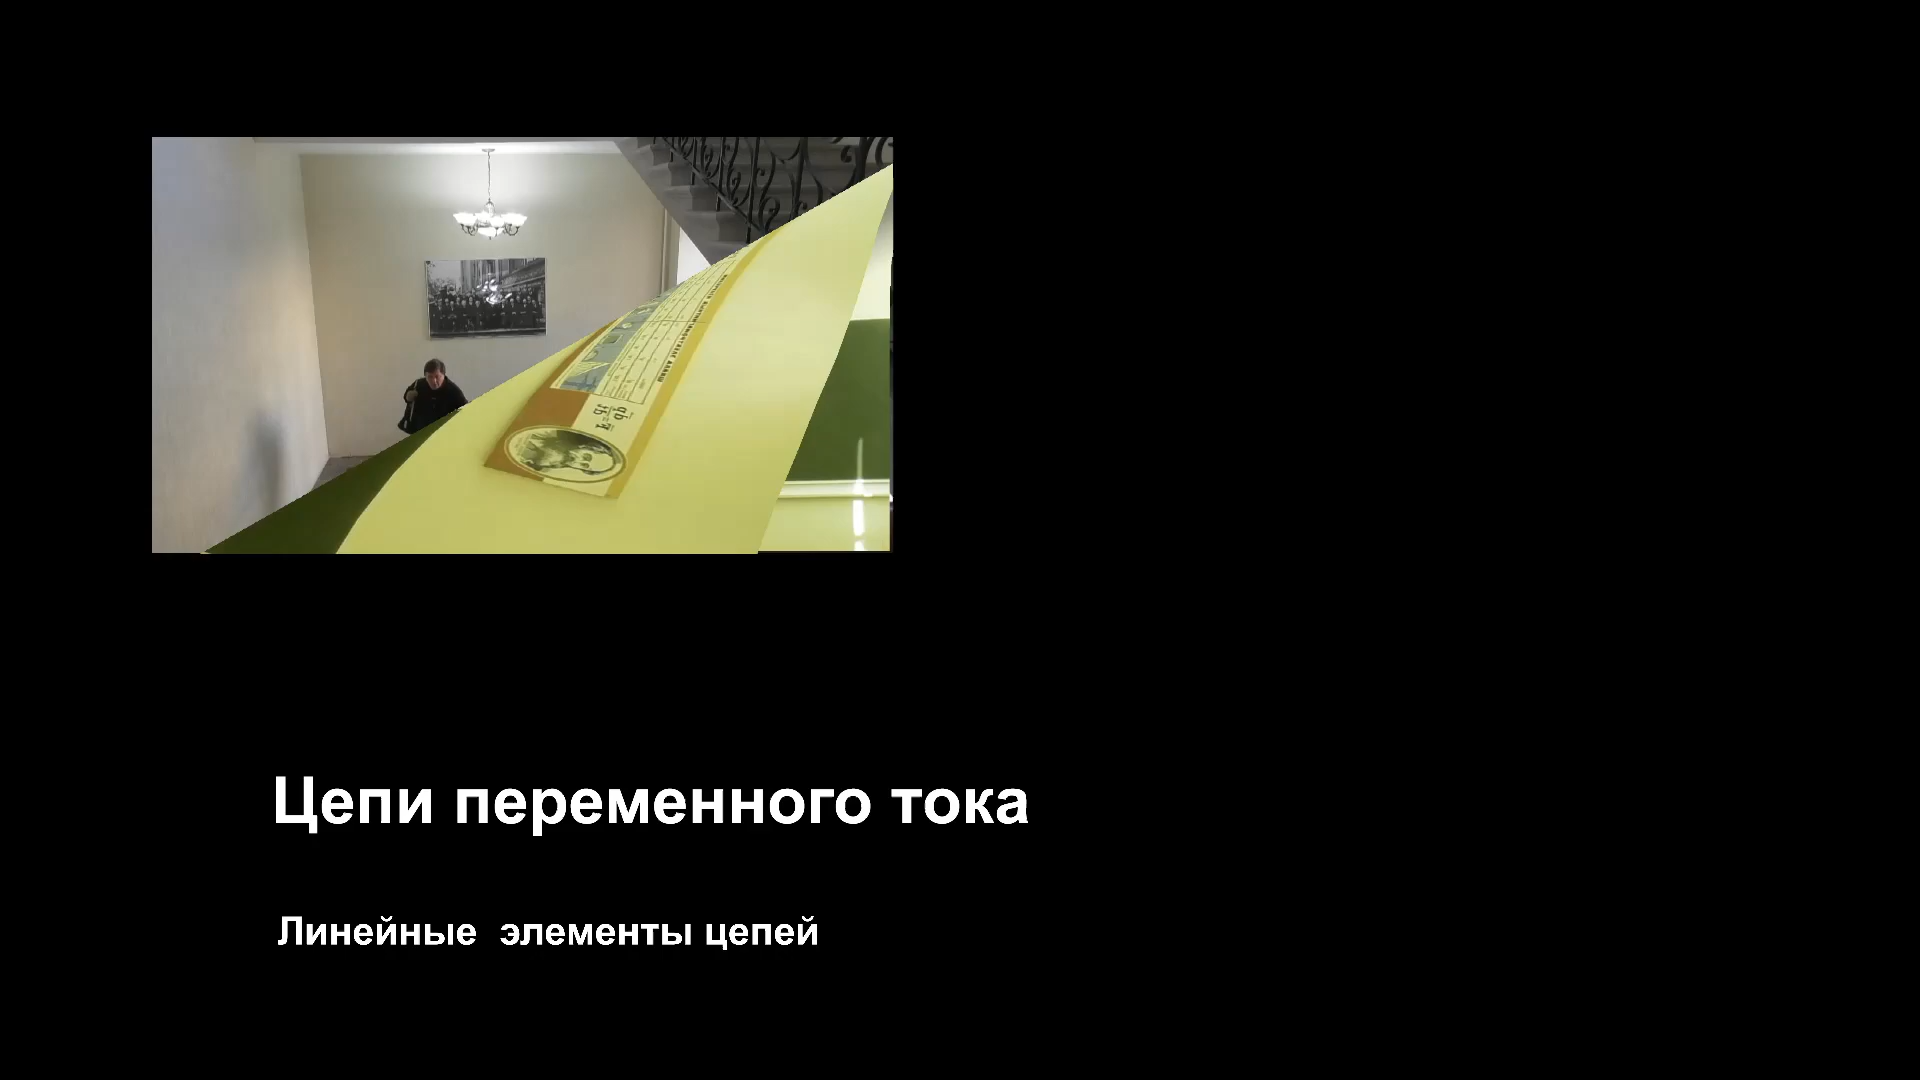 Цепи переменного тока
Линейные элементы цепей